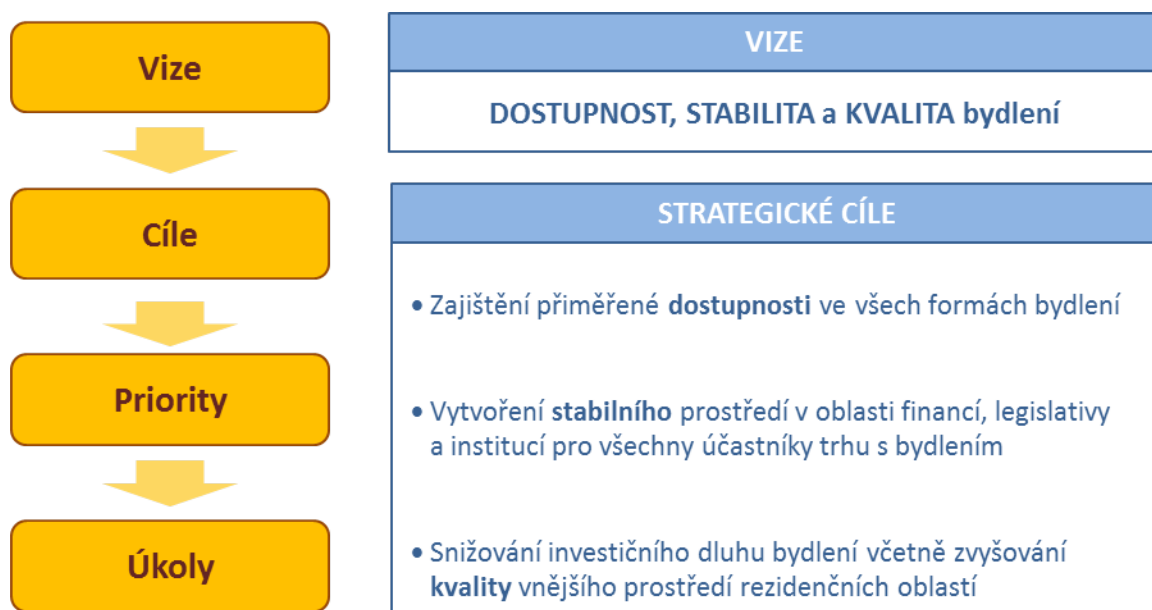 Vize
Cíle
Priority
Úkoly
VIZE
DOSTUPNOST, STABILITA a KVALITA bydlení
STRATEGICKÉ CÍLE
• Zajištění přiměřené dostupnosti ve všech formách bydlení
• Vytvoření stabilního prostředí v oblasti financí, legislativy
a institucí pro všechny účastníky trhu s bydlením
• Snižování investičního dluhu bydlení včetně zvyšování
kvality vnějšího prostředí rezidenčních oblastí